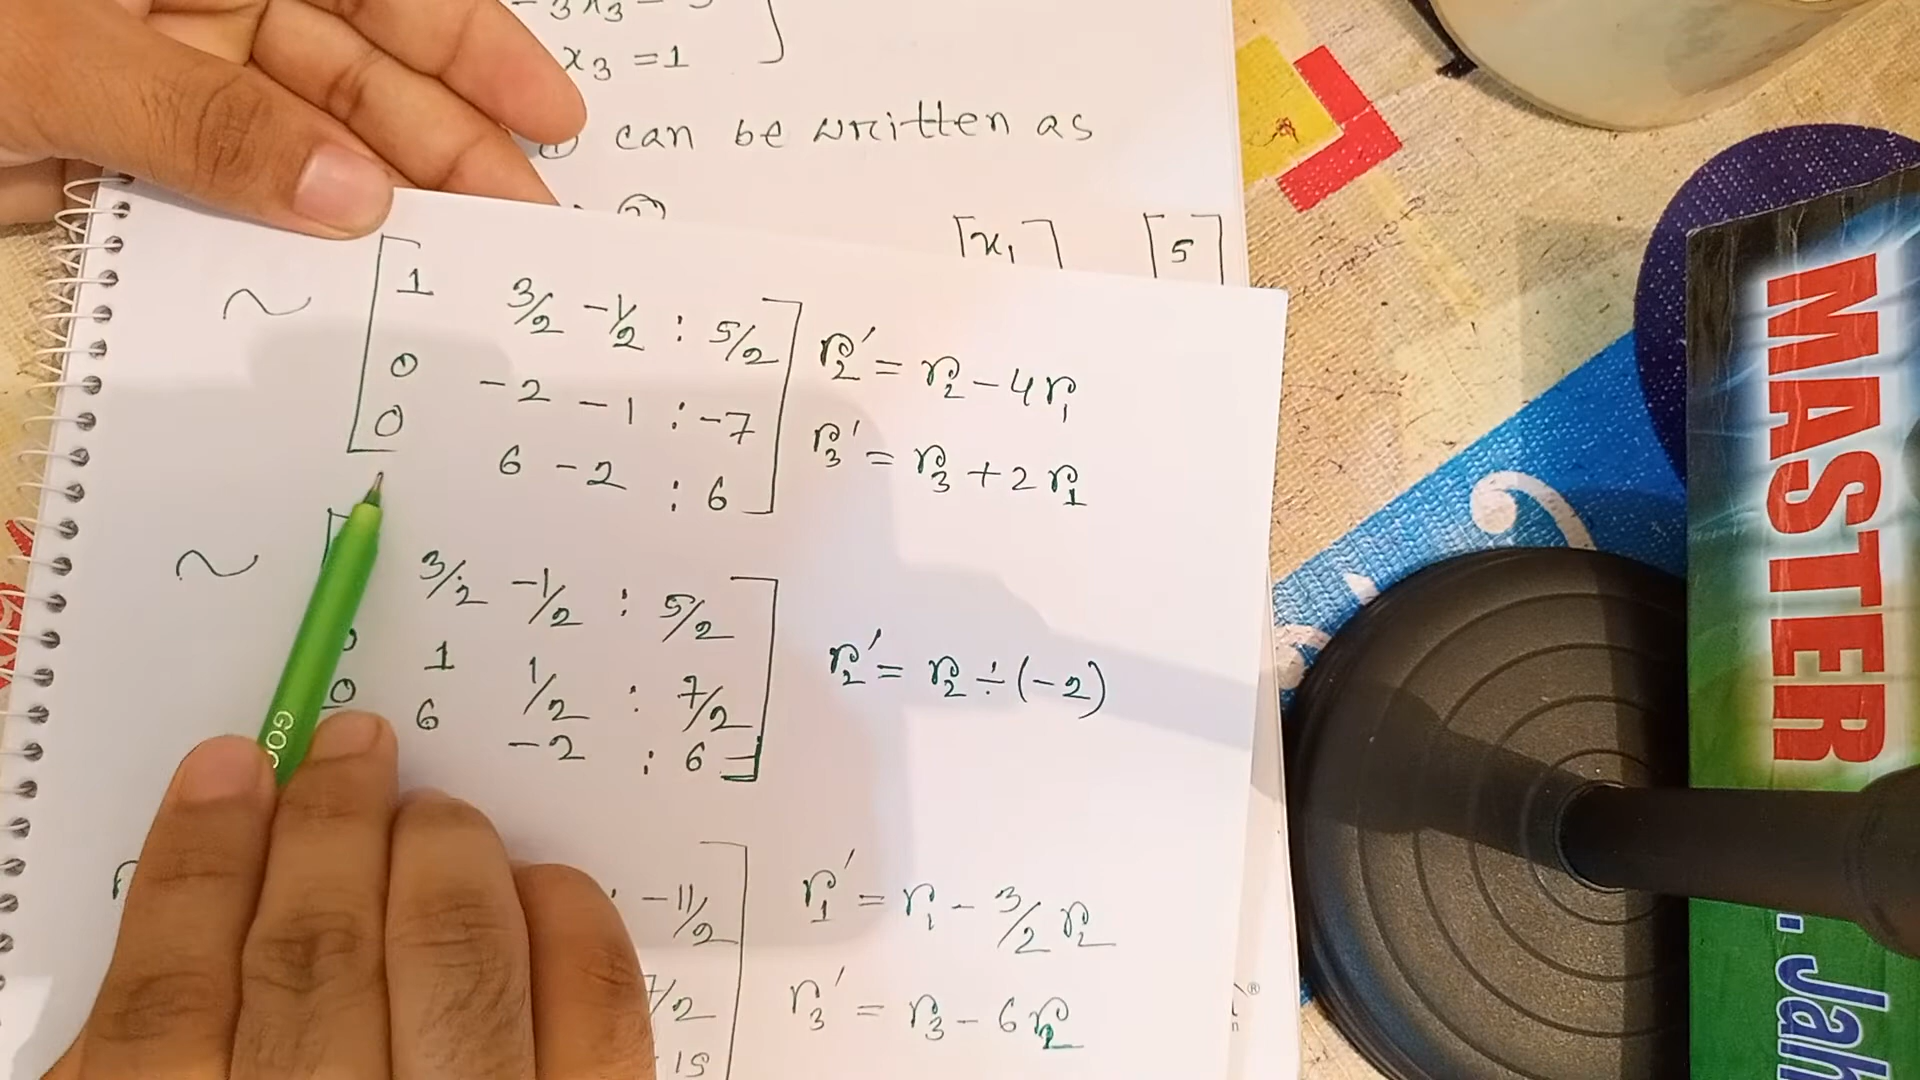 x3 = 1
can be written as
[x1] [5]
~ [1 3/2 -1/2 : 5/2] r2' = r2 - 4r1
0 -2 -1 : -7
0 6 -2 : 6 r3' = r3 + 2r1
~ 3/2 -1/2 : 5/2
1 1/2 : 7/2 r2' = r2 ÷ (-2)
0 6 -2 : 6
-11/2 r1' = r1 - 3/2 r2
7/2 r3' = r3 - 6r2
MASTER